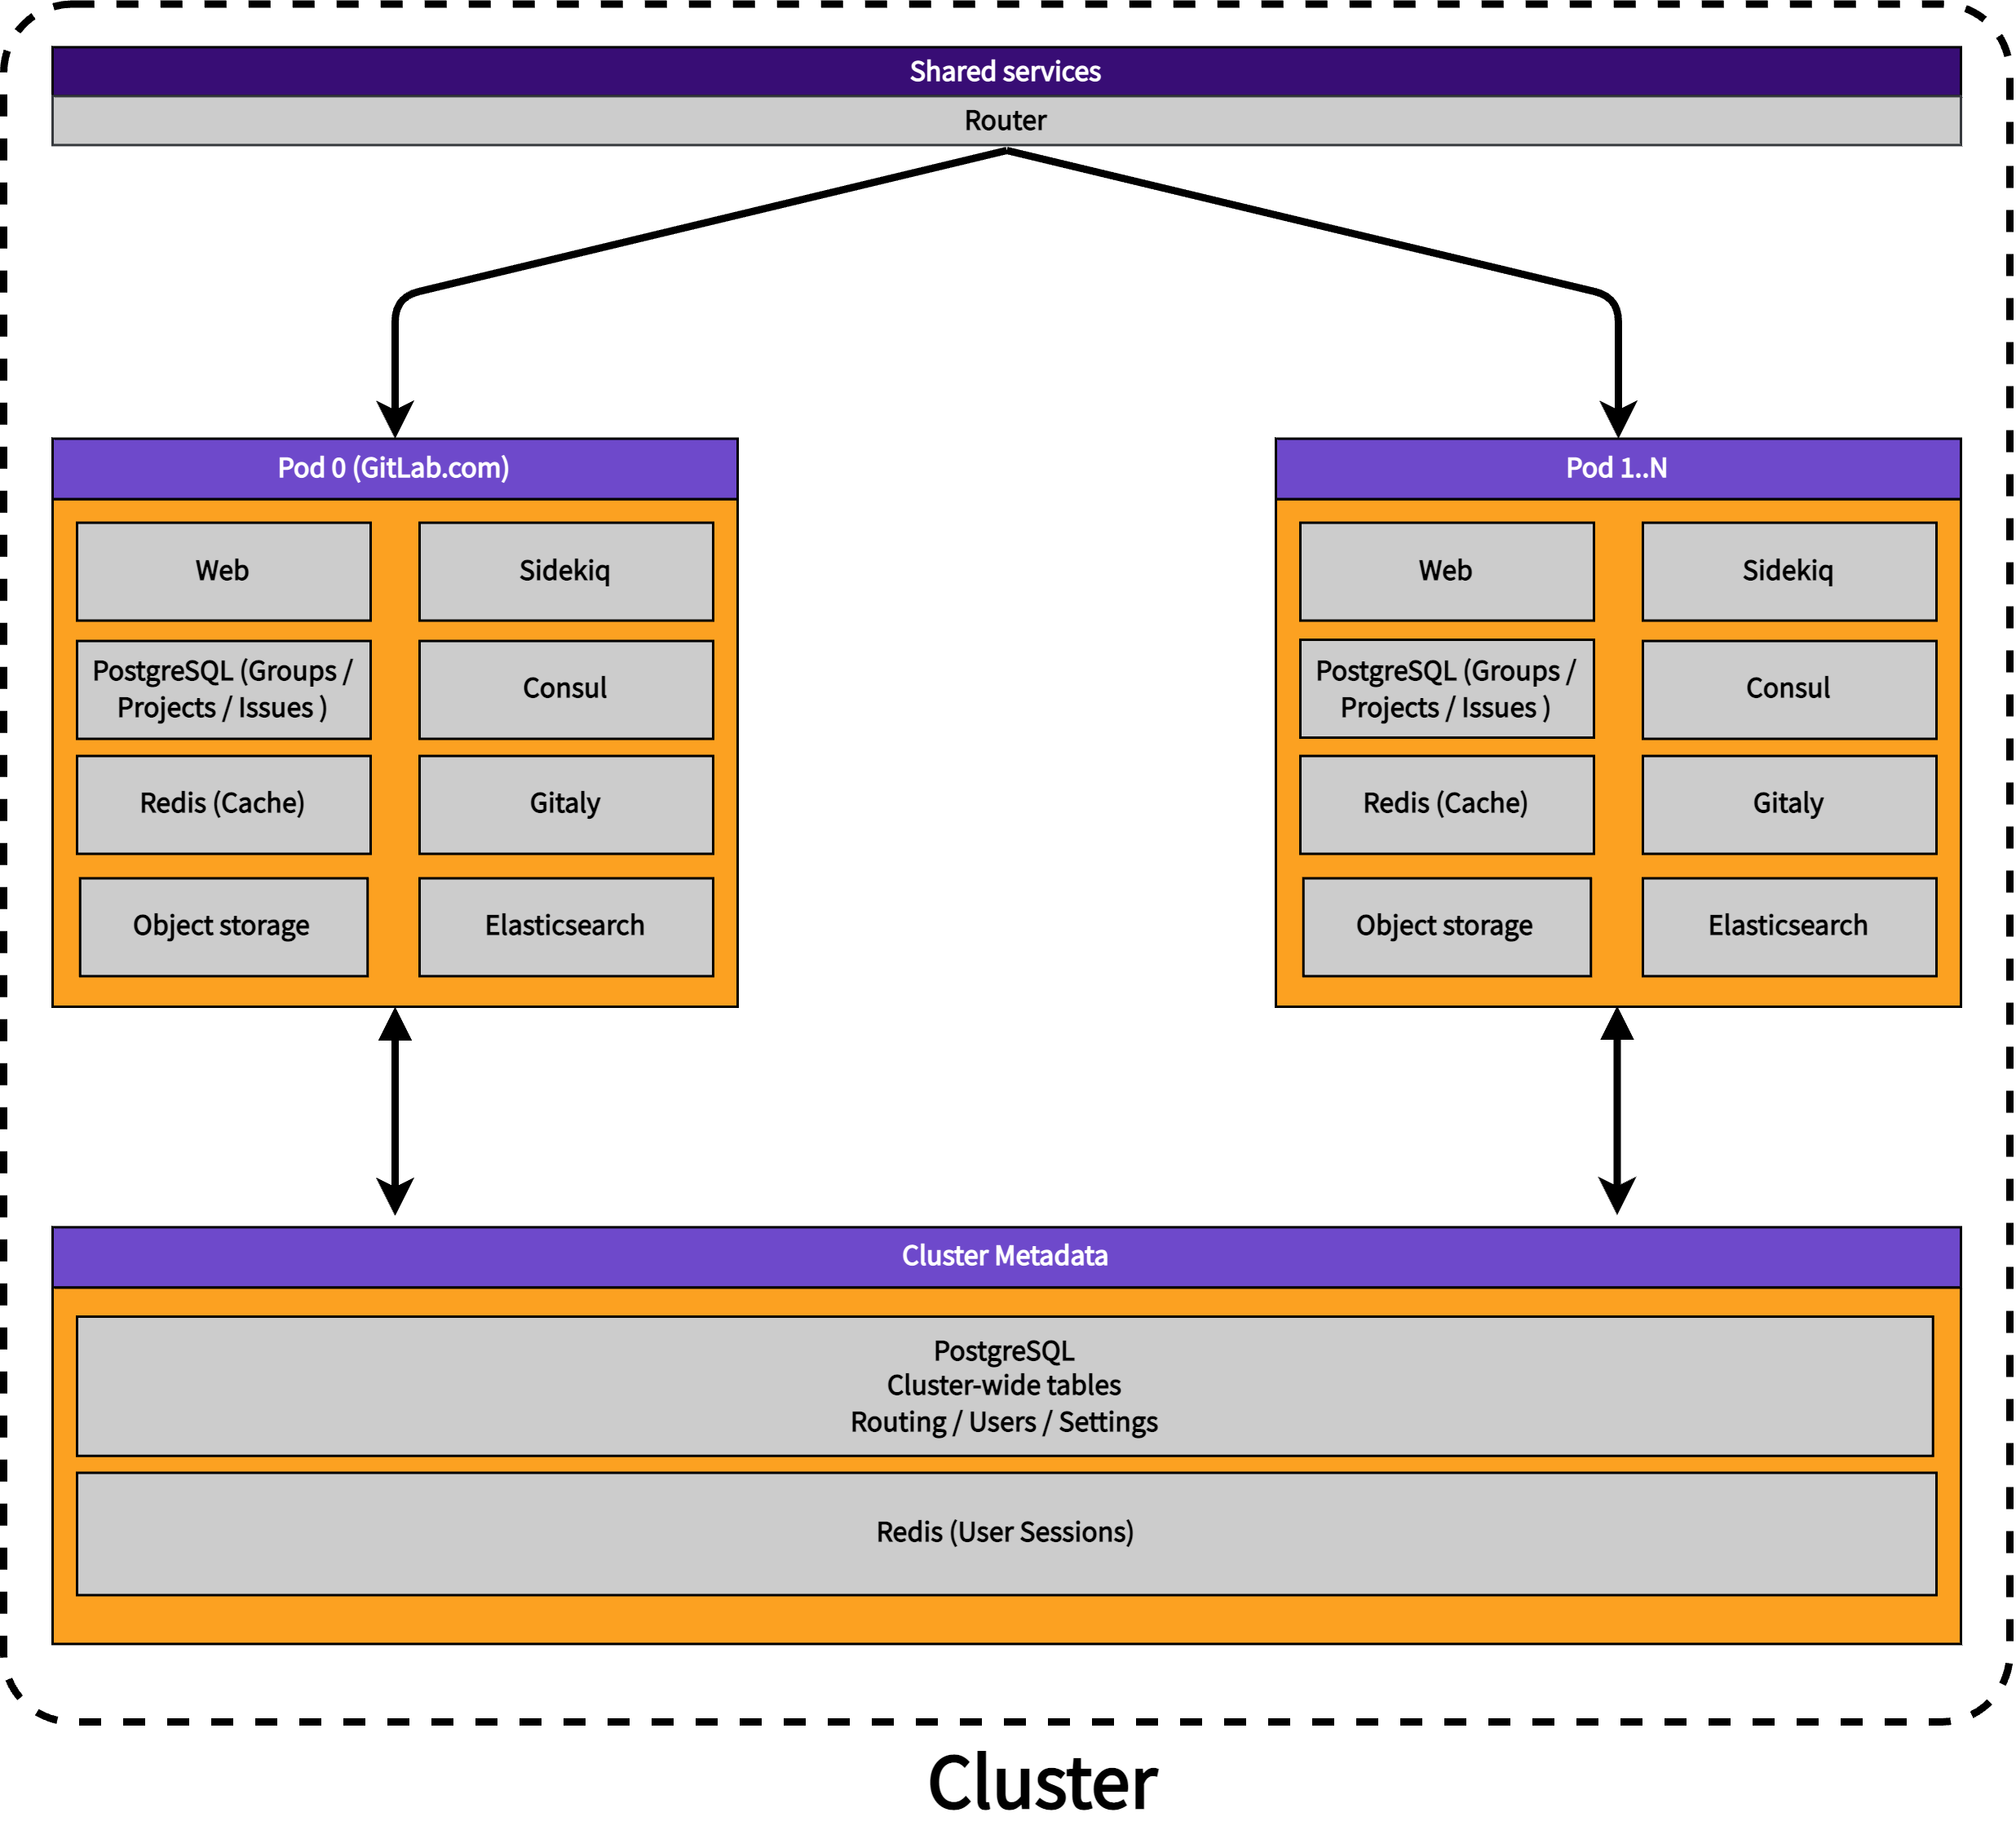 Shared services
Router
Pod 0 (GitLab.com)
Web
Sidekiq
PostgreSQL (Groups /
Projects / Issues )
Consul
Redis (Cache)
Gitaly
Object storage
Elasticsearch
Pod 1..N
Web
Sidekiq
PostgreSQL (Groups /
Projects / Issues )
Consul
Redis (Cache)
Gitaly
Object storage
Elasticsearch
Cluster Metadata
PostgreSQL
Cluster-wide tables
Routing / Users / Settings
Redis (User Sessions)
Cluster